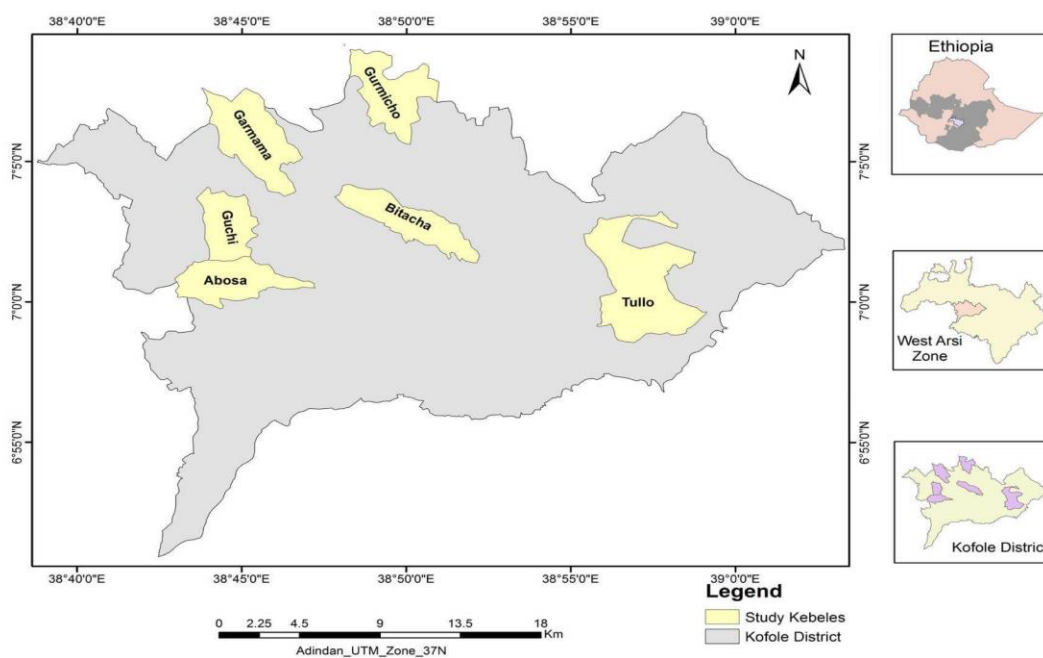 38°40'0"E 38°45'0"E 38°50'0"E 38°55'0"E 39°0'0"E
N
Ethiopia
Gurmicho
Garmama
7°5'0"N 7°5'0"N
Guchi
Bitacha
Abosa
Tullo
7°0'0"N 7°0'0"N
West Arsi
Zone
6°55'0"N 6°55'0"N
Kofole District
38°40'0"E 38°45'0"E 38°50'0"E 38°55'0"E 39°0'0"E
Legend
Study Kebeles
Kofole District
0 2.25 4.5 9 13.5 18
Km
Adindan_UTM_Zone_37N